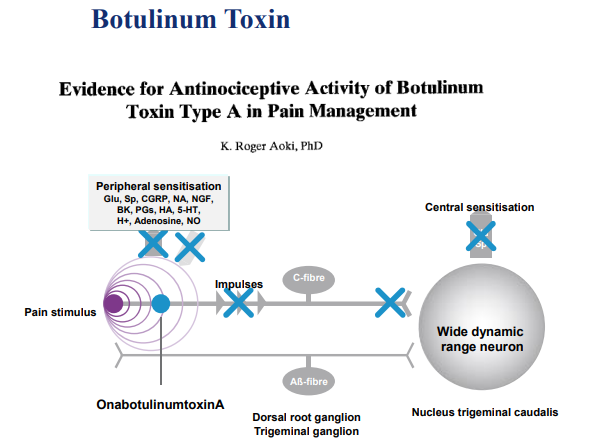 Botulinum Toxin
Evidence for Antinociceptive Activity of Botulinum
Toxin Type A in Pain Management
K. Roger Aoki, PhD
Peripheral sensitisation
Glu, Sp, CGRP, NA, NGF,
BK, PGs, HA, 5-HT,
H+, Adenosine, NO
Central sensitisation
Sp
Impulses
C-fibre
Pain stimulus
Wide dynamic
range neuron
Aß-fibre
OnabotulinumtoxinA
Dorsal root ganglion
Trigeminal ganglion
Nucleus trigeminal caudalis